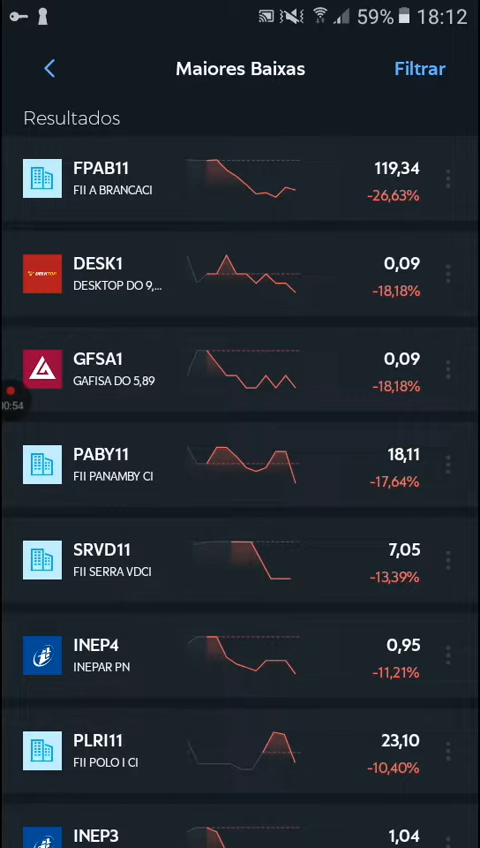 59% 18:12
Maiores Baixas Filtrar
Resultados
FPAB11 119,34
FII A BRANCACI -26,63%
DESK1 0,09
DESKTOP
DESKTOP DO 9,... -18,18%
GFSA1 0,09
GAFISA DO 5,89 -18,18%
00:54
PABY11 18,11
FII PANAMBY CI -17,64%
SRVD11 7,05
FII SERRA VDCI -13,39%
INEP4 0,95
INEPAR PN -11,21%
PLRI11 23,10
FII POLO I CI -10,40%
INEP3 1,04